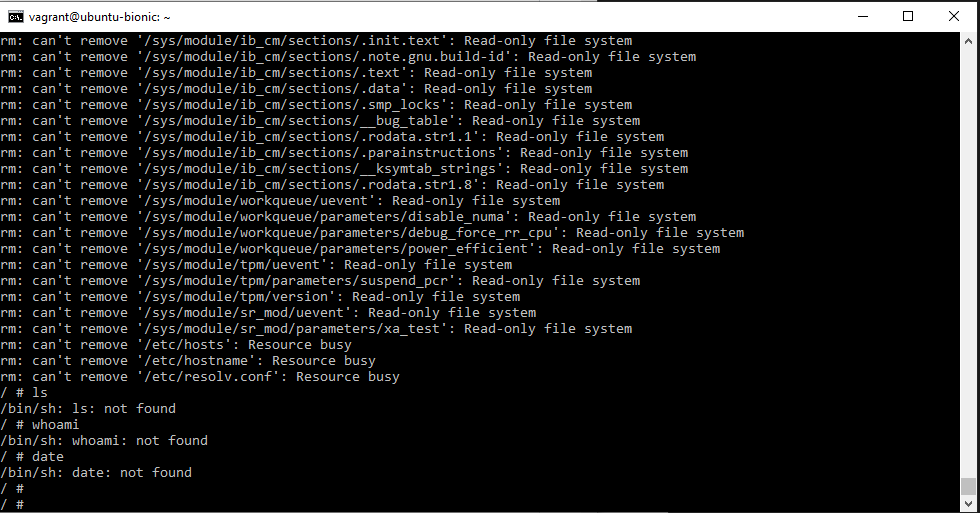 vagrant@ubuntu-bionic: ~
rm: can't remove '/sys/module/ib_cm/sections/.init.text': Read-only file system
rm: can't remove '/sys/module/ib_cm/sections/.note.gnu.build-id': Read-only file system
rm: can't remove '/sys/module/ib_cm/sections/.text': Read-only file system
rm: can't remove '/sys/module/ib_cm/sections/.data': Read-only file system
rm: can't remove '/sys/module/ib_cm/sections/.smp_locks': Read-only file system
rm: can't remove '/sys/module/ib_cm/sections/__bug_table': Read-only file system
rm: can't remove '/sys/module/ib_cm/sections/.rodata.str1.1': Read-only file system
rm: can't remove '/sys/module/ib_cm/sections/.parainstructions': Read-only file system
rm: can't remove '/sys/module/ib_cm/sections/__ksymtab_strings': Read-only file system
rm: can't remove '/sys/module/ib_cm/sections/.rodata.str1.8': Read-only file system
rm: can't remove '/sys/module/workqueue/uevent': Read-only file system
rm: can't remove '/sys/module/workqueue/parameters/disable_numa': Read-only file system
rm: can't remove '/sys/module/workqueue/parameters/debug_force_rr_cpu': Read-only file system
rm: can't remove '/sys/module/workqueue/parameters/power_efficient': Read-only file system
rm: can't remove '/sys/module/tpm/uevent': Read-only file system
rm: can't remove '/sys/module/tpm/parameters/suspend_pcr': Read-only file system
rm: can't remove '/sys/module/tpm/version': Read-only file system
rm: can't remove '/sys/module/sr_mod/uevent': Read-only file system
rm: can't remove '/sys/module/sr_mod/parameters/xa_test': Read-only file system
rm: can't remove '/etc/hosts': Resource busy
rm: can't remove '/etc/hostname': Resource busy
rm: can't remove '/etc/resolv.conf': Resource busy
/ # ls
/bin/sh: ls: not found
/ # whoami
/bin/sh: whoami: not found
/ # date
/bin/sh: date: not found
/ #
/ #